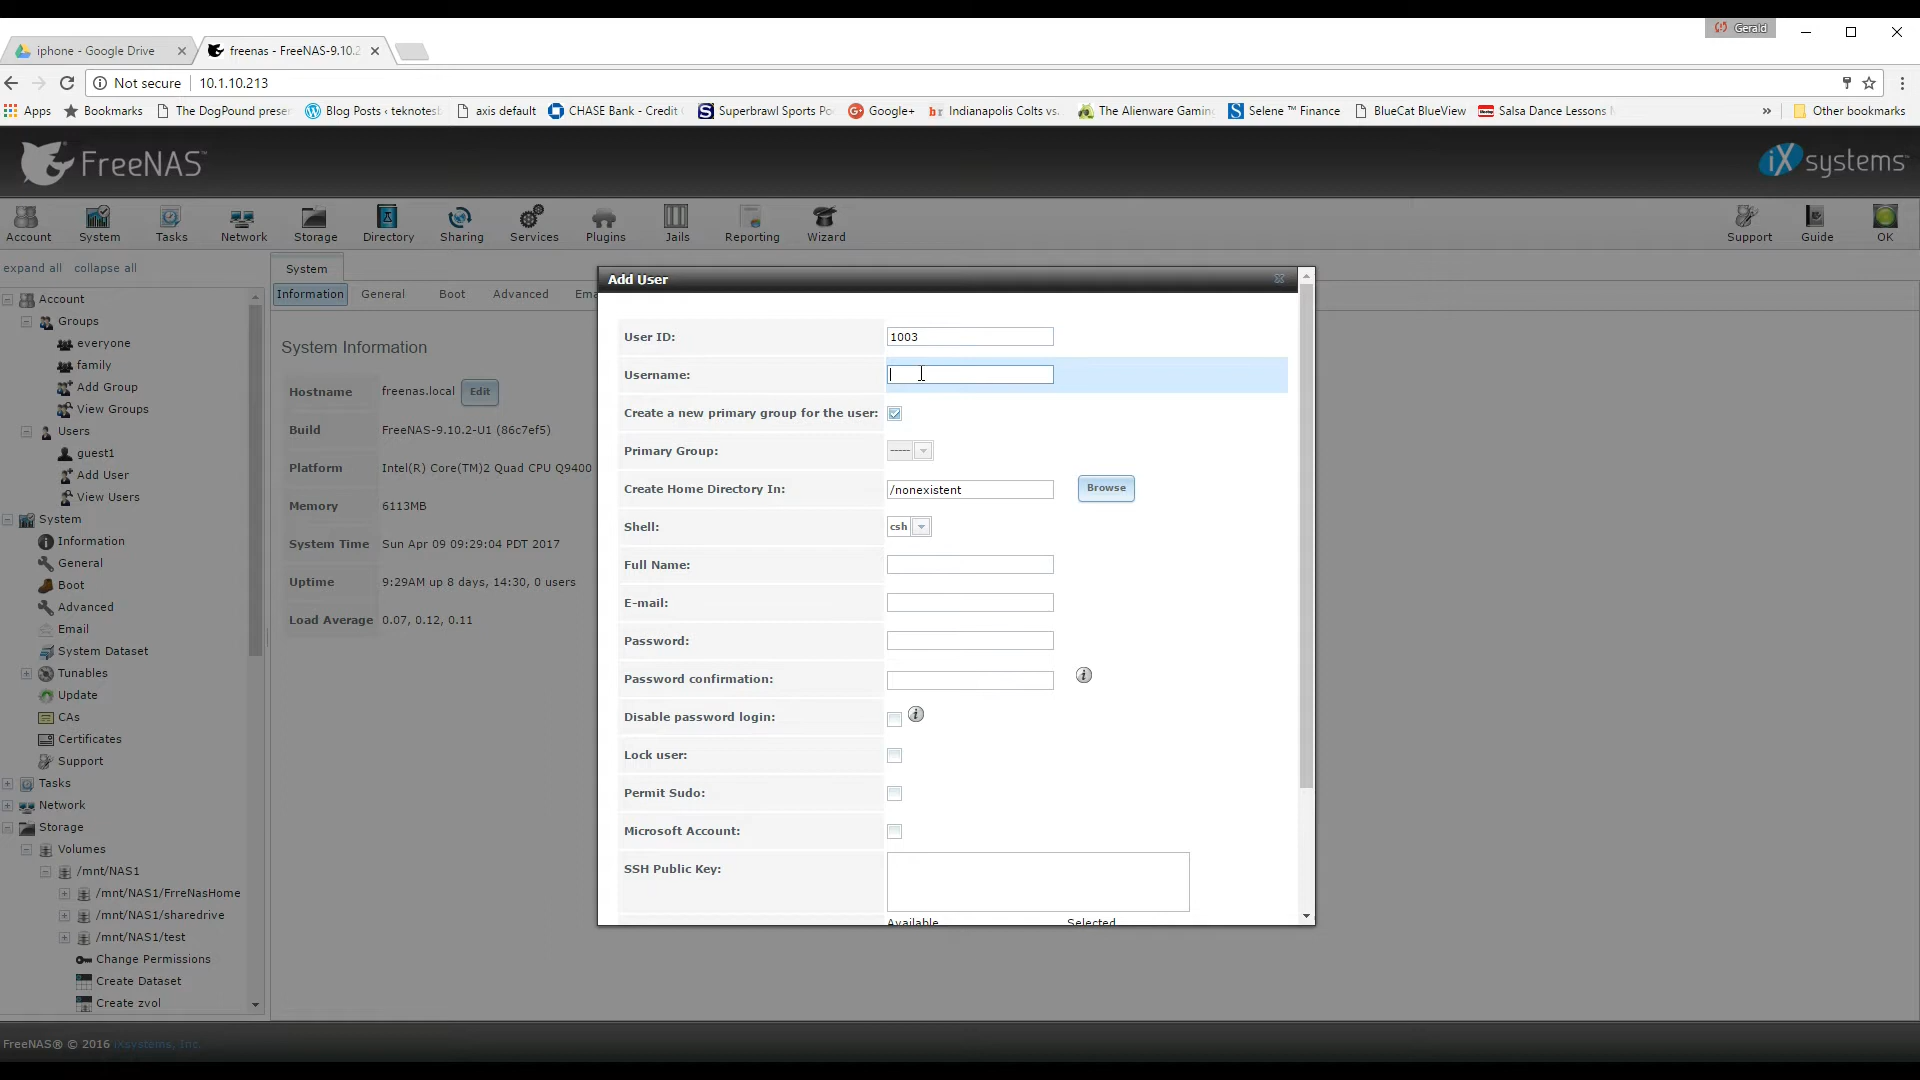 Gerald
iphone - Google Drive
freenas - FreeNAS-9.10.2
Not secure
10.1.10.213
Apps
Bookmarks
The DogPound preser
Blog Posts ‹ teknotesb
axis default
CHASE Bank - Credit
Superbrawl Sports Po
Google+
Indianapolis Colts vs.
The Alienware Gaming
Selene ™ Finance
BlueCat BlueView
Salsa Dance Lessons
»
Other bookmarks
FreeNAS™
iXsystems™
Account
System
Tasks
Network
Storage
Directory
Sharing
Services
Plugins
Jails
Reporting
Wizard
Support
Guide
OK
expand all collapse all
Account
Groups
everyone
family
Add Group
View Groups
Users
guest1
Add User
View Users
System
Information
General
Boot
Advanced
Email
System Dataset
Tunables
Update
CAs
Certificates
Support
Tasks
Network
Storage
Volumes
/mnt/NAS1
/mnt/NAS1/FrreNasHome
/mnt/NAS1/sharedrive
/mnt/NAS1/test
Change Permissions
Create Dataset
Create zvol
System
Information General Boot Advanced Ema
System Information
Hostname freenas.local Edit
Build FreeNAS-9.10.2-U1 (86c7ef5)
Platform Intel(R) Core(TM)2 Quad CPU Q9400
Memory 6113MB
System Time Sun Apr 09 09:29:04 PDT 2017
Uptime 9:29AM up 8 days, 14:30, 0 users
Load Average 0.07, 0.12, 0.11
Add User
User ID: 1003
Username:
Create a new primary group for the user:
Primary Group: -----
Create Home Directory In: /nonexistent Browse
Shell: csh
Full Name:
E-mail:
Password:
Password confirmation:
Disable password login:
Lock user:
Permit Sudo:
Microsoft Account:
SSH Public Key:
Available Selected
FreeNAS® © 2016 iXsystems, Inc.